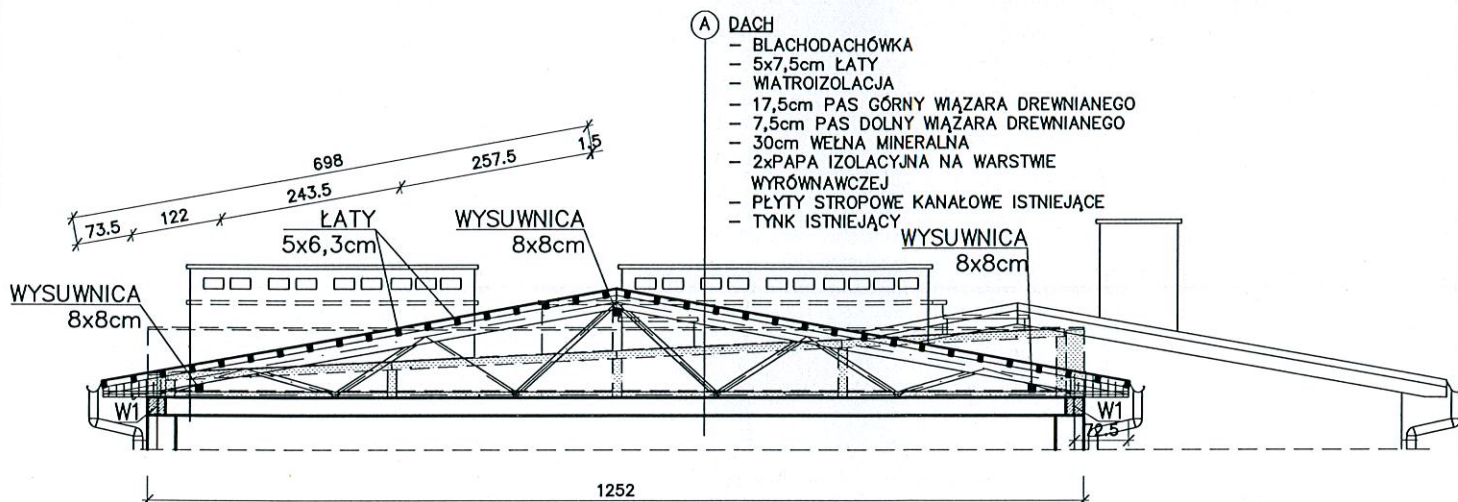 A DACH
- BLACHODACHÓWKA
- 5x7,5cm ŁATY
- WIATROIZOLACJA
- 17,5cm PAS GÓRNY WIĄZARA DREWNIANEGO
- 7,5cm PAS DOLNY WIĄZARA DREWNIANEGO
- 30cm WEŁNA MINERALNA
- 2xPAPA IZOLACYJNA NA WARSTWIE
WYRÓWNAWCZEJ
- PŁYTY STROPOWE KANAŁOWE ISTNIEJĄCE
- TYNK ISTNIEJĄCY
698
1.5
257.5
243.5
122
73.5
ŁATY
5x6,3cm
WYSUWNICA
8x8cm
WYSUWNICA
8x8cm
WYSUWNICA
8x8cm
W1
W1
72.5
1252